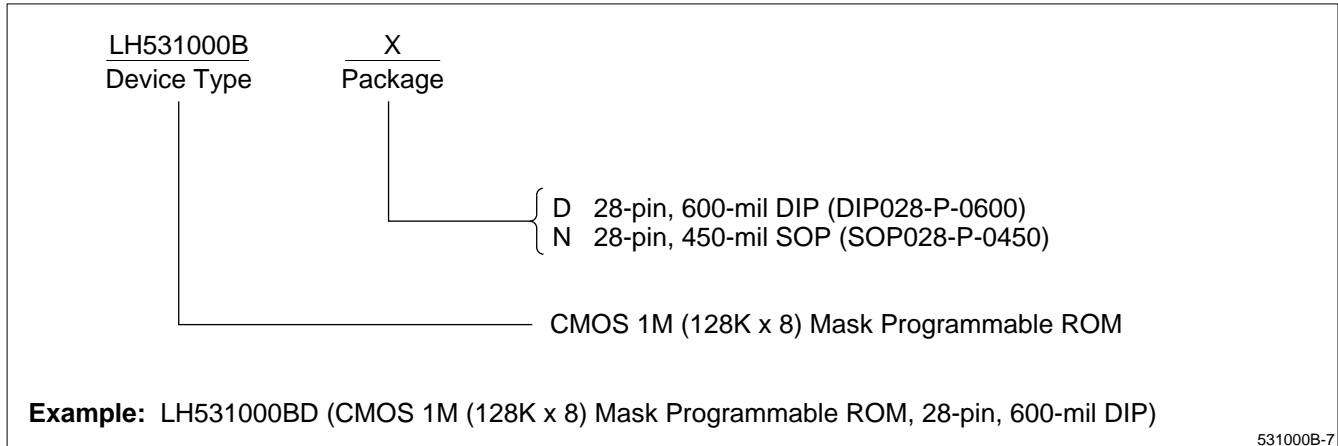 LH531000B X
Device Type Package
D 28-pin, 600-mil DIP (DIP028-P-0600)
N 28-pin, 450-mil SOP (SOP028-P-0450)
CMOS 1M (128K x 8) Mask Programmable ROM
Example: LH531000BD (CMOS 1M (128K x 8) Mask Programmable ROM, 28-pin, 600-mil DIP)
531000B-7